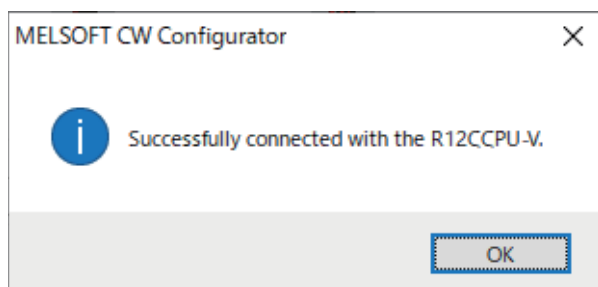 MELSOFT CW Configurator
Successfully connected with the R12CCPU-V.
OK